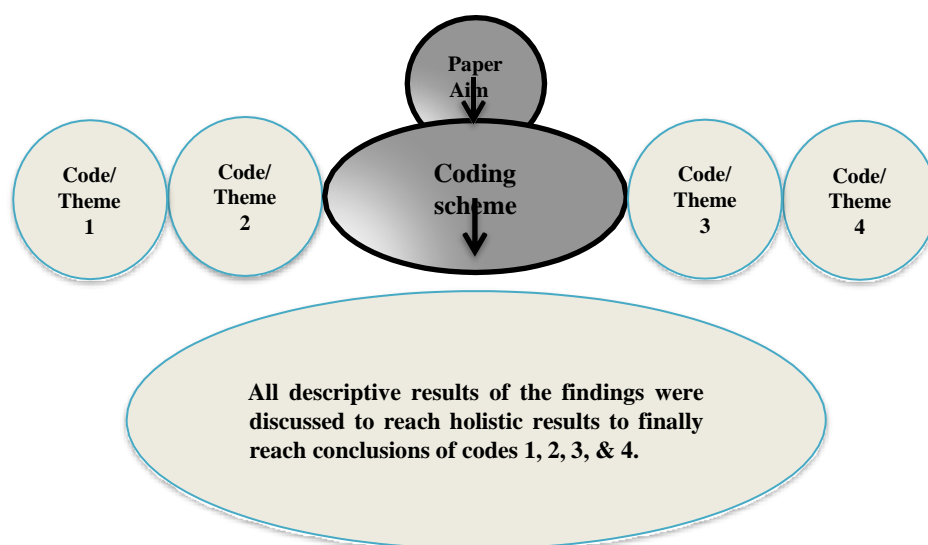 Paper
Aim
Code/
Theme
1
Code/
Theme
2
Coding
scheme
Code/
Theme
3
Code/
Theme
4
All descriptive results of the findings were
discussed to reach holistic results to finally
reach conclusions of codes 1, 2, 3, & 4.